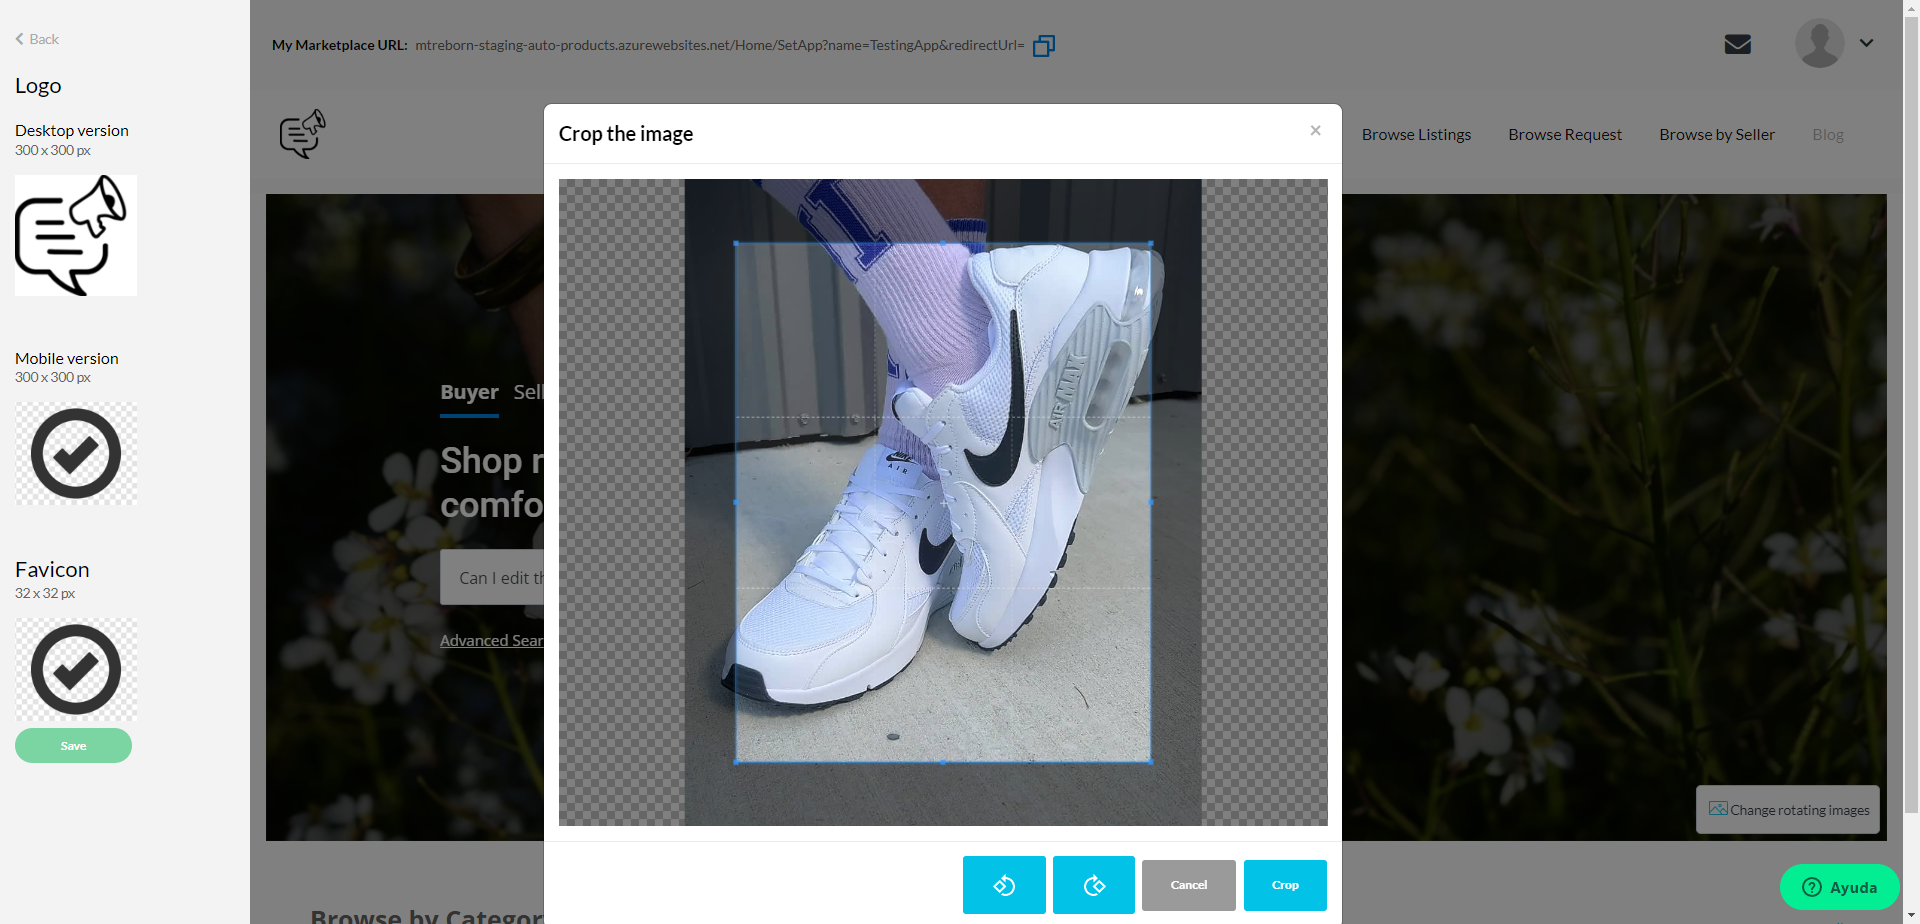 Back
Logo
Desktop version
300 x 300 px
Mobile version
300 x 300 px
Favicon
32 x 32 px
Save
My Marketplace URL: mtreborn-staging-auto-products.azurewebsites.net/Home/SetApp?name=TestingApp&redirectUrl=
Browse Listings Browse Request Browse by Seller Blog
Buyer Sell
Shop
comfo
Can I edit th
Advanced Sear
Change rotating images
Browse by Categor
Crop the image
×
AIR MAX
AIR
Cancel Crop
Ayuda